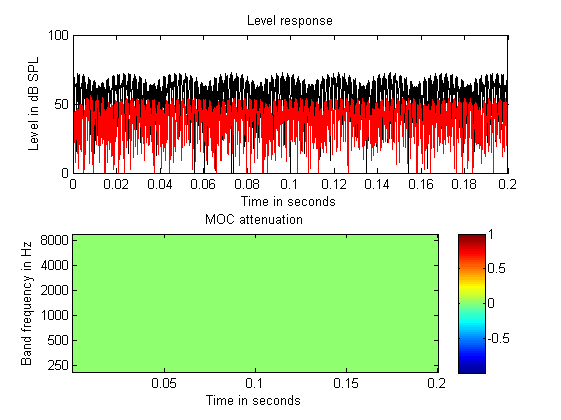 Level response
100
50
0
Level in dB SPL
0 0.02 0.04 0.06 0.08 0.1 0.12 0.14 0.16 0.18 0.2
Time in seconds
MOC attenuation
8000
4000
2000
1000
500
250
Band frequency in Hz
0.05 0.1 0.15 0.2
Time in seconds
1
0.5
0
-0.5